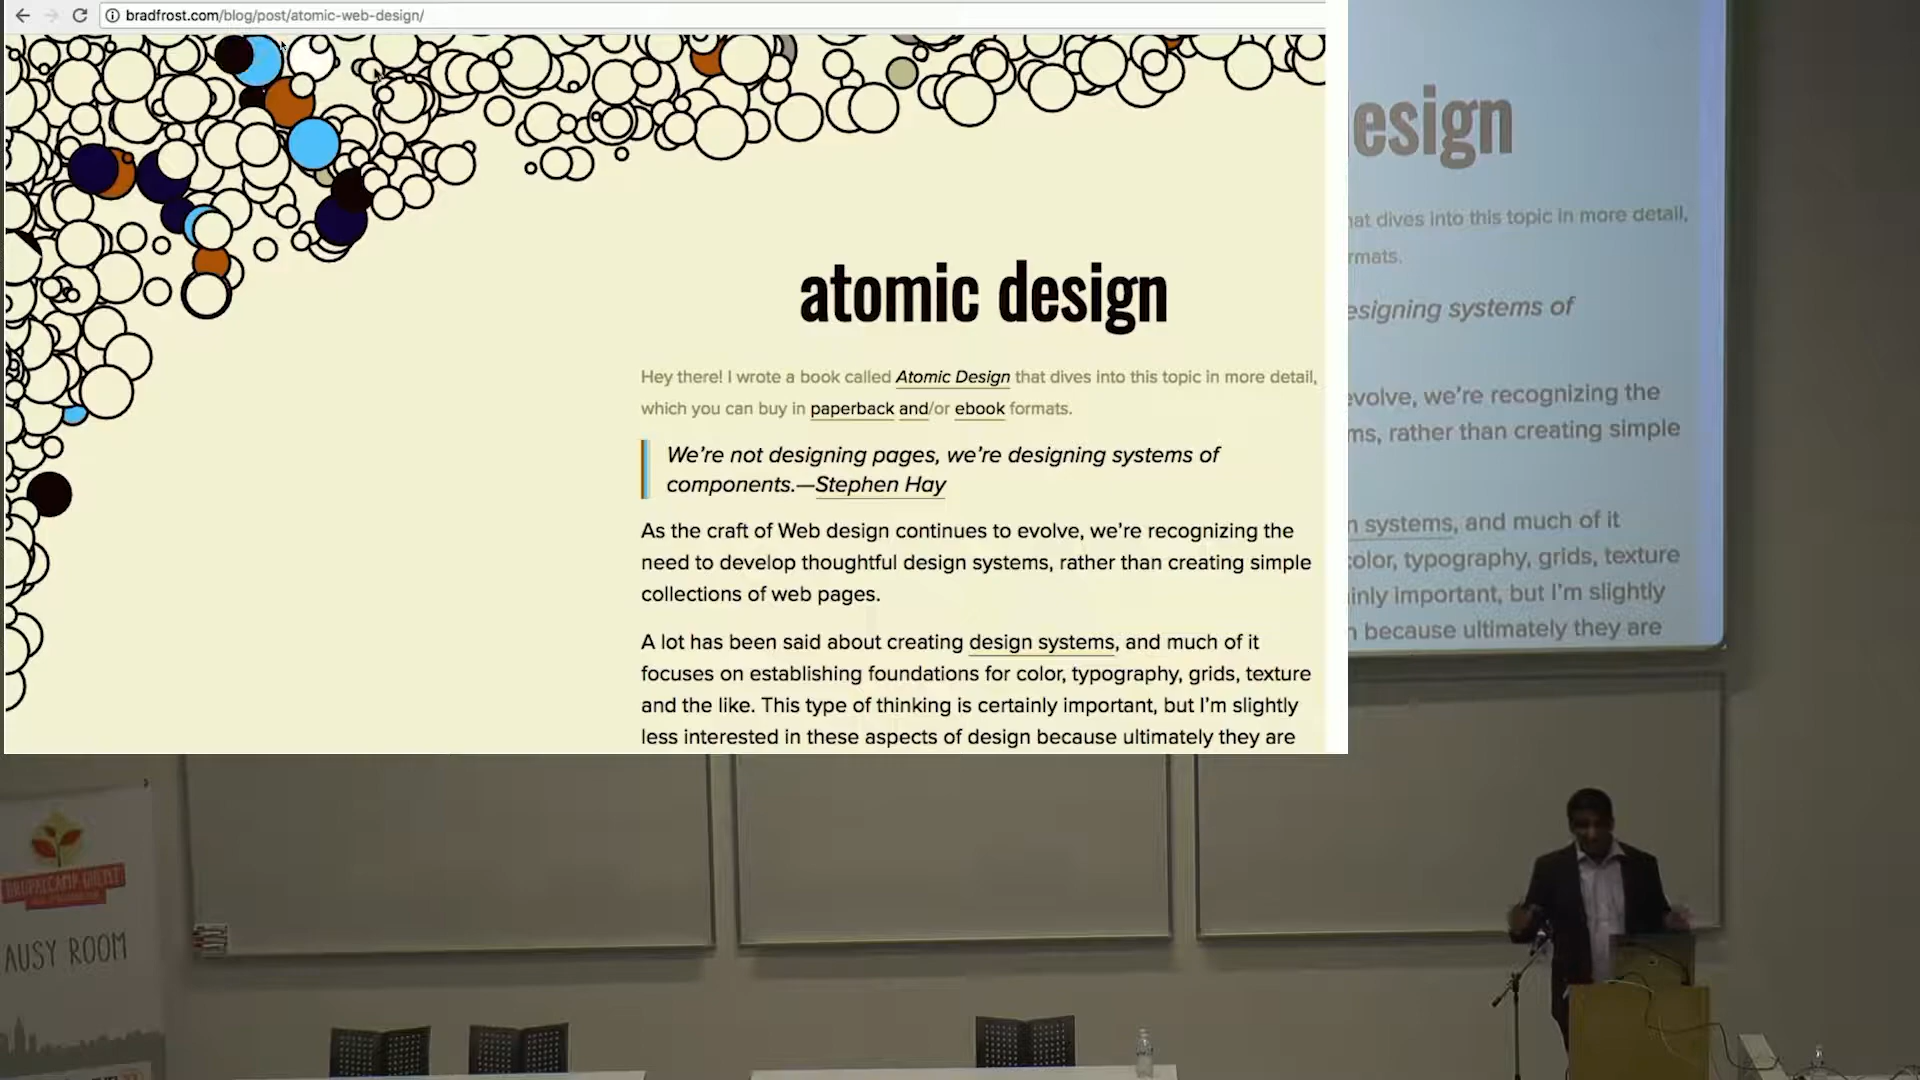 bradfrost.com/blog/post/atomic-web-design/
atomic design
Hey there! I wrote a book called Atomic Design that dives into this topic in more detail,
which you can buy in paperback and/or ebook formats.
We’re not designing pages, we’re designing systems of
components.—Stephen Hay
As the craft of Web design continues to evolve, we’re recognizing the
need to develop thoughtful design systems, rather than creating simple
collections of web pages.
A lot has been said about creating design systems, and much of it
focuses on establishing foundations for color, typography, grids, texture
and the like. This type of thinking is certainly important, but I’m slightly
less interested in these aspects of design because ultimately they are
esign
hat dives into this topic in more detail,
rmats.
esigning systems of
evolve, we’re recognizing the
ms, rather than creating simple
n systems, and much of it
color, typography, grids, texture
inly important, but I’m slightly
n because ultimately they are
DRUPALCAMP GHENT
AUSY ROOM